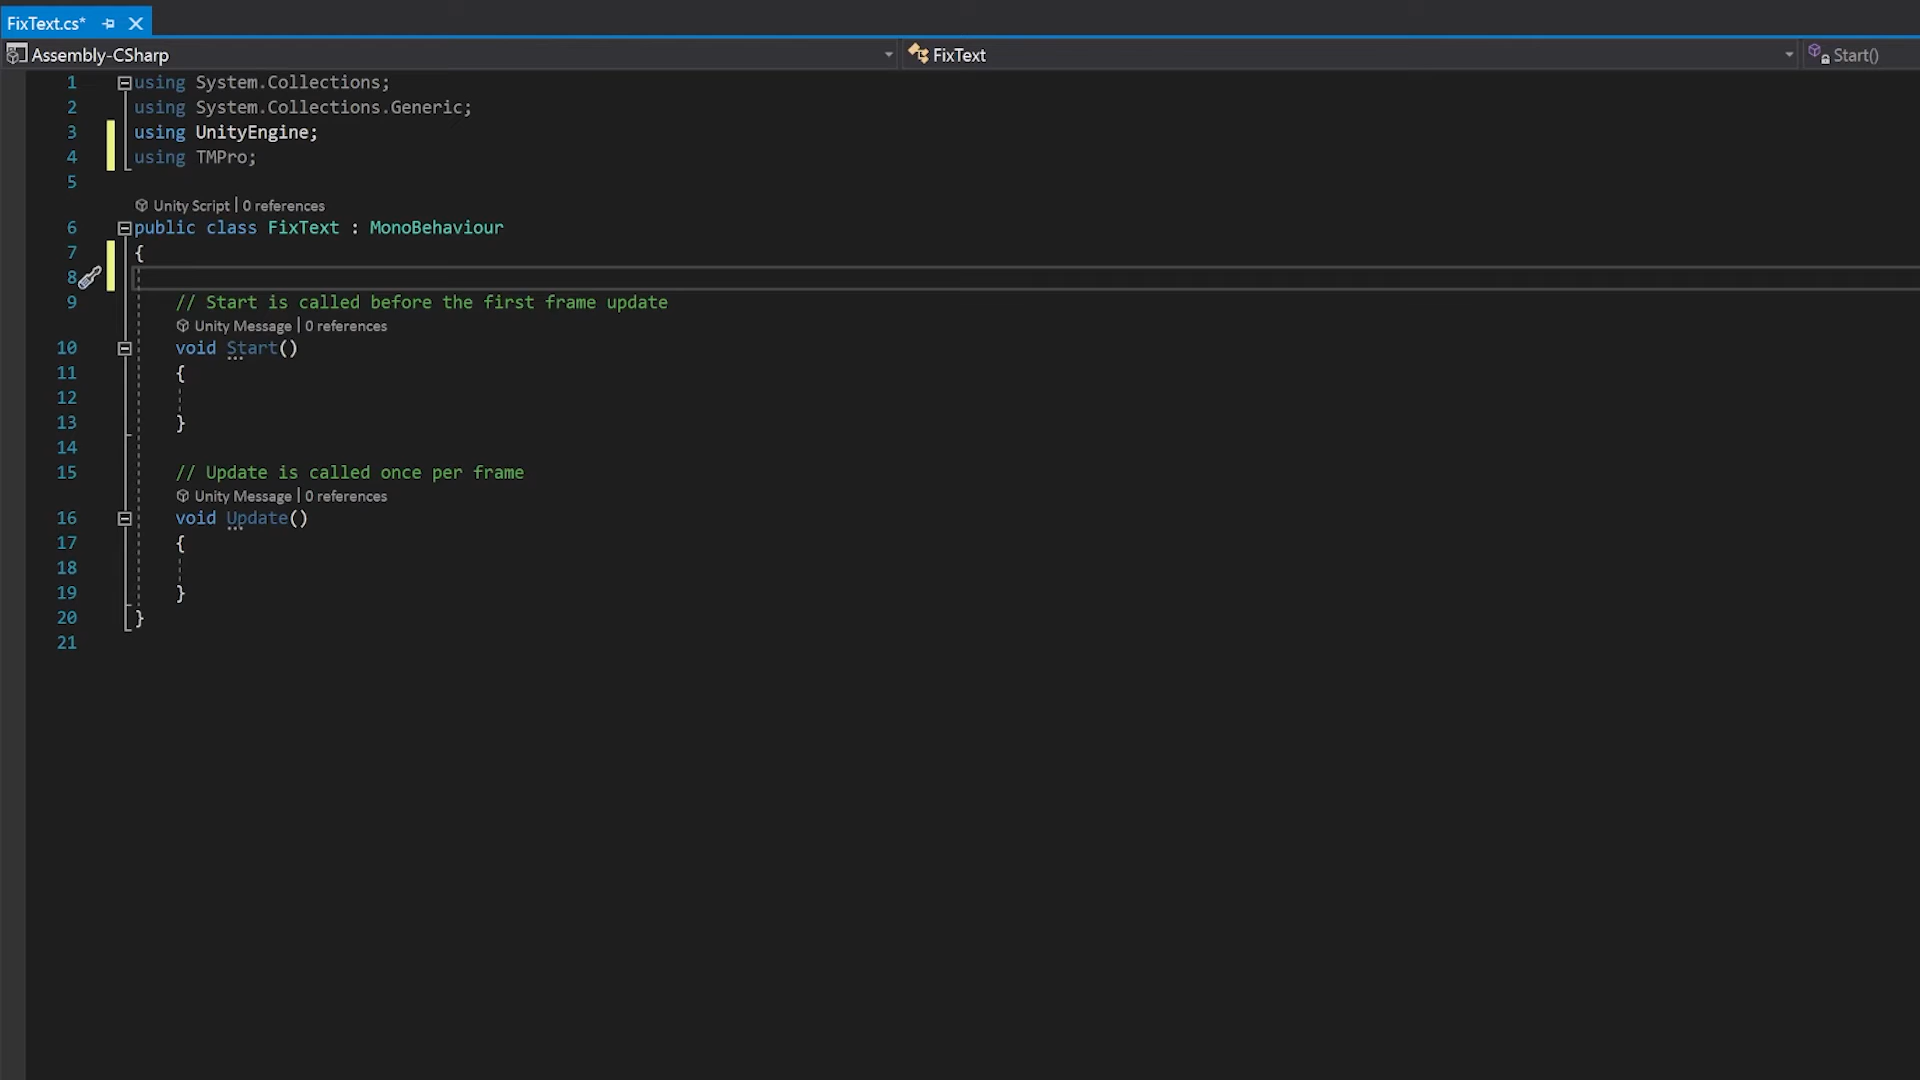 FixText.cs*
Assembly-CSharp
FixText
Start()
1 using System.Collections;
2 using System.Collections.Generic;
3 using UnityEngine;
4 using TMPro;
5
Unity Script | 0 references
6 public class FixText : MonoBehaviour
7 {
8
9 // Start is called before the first frame update
Unity Message | 0 references
10 void Start()
11 {
12
13 }
14
15 // Update is called once per frame
Unity Message | 0 references
16 void Update()
17 {
18
19 }
20 }
21